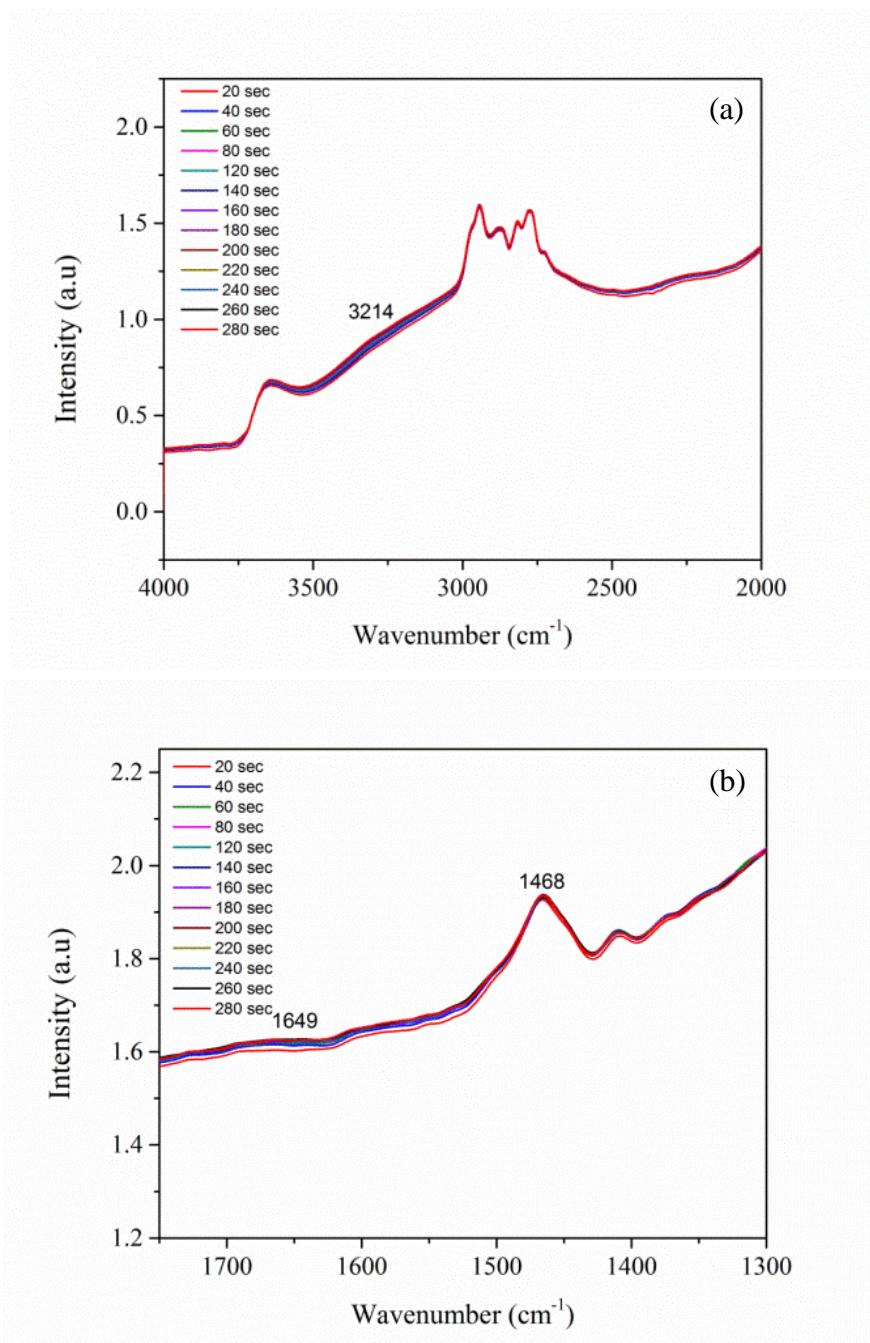 (a)
20 sec
40 sec
60 sec
80 sec
120 sec
140 sec
160 sec
180 sec
200 sec
220 sec
240 sec
260 sec
280 sec
3214
2.0
1.5
1.0
0.5
0.0
Intensity (a.u)
4000 3500 3000 2500 2000
Wavenumber (cm⁻¹)
(b)
20 sec
40 sec
60 sec
80 sec
120 sec
140 sec
160 sec
180 sec
200 sec
220 sec
240 sec
260 sec
280 sec
1649
1468
2.2
2.0
1.8
1.6
1.4
1.2
Intensity (a.u)
1700 1600 1500 1400 1300
Wavenumber (cm⁻¹)